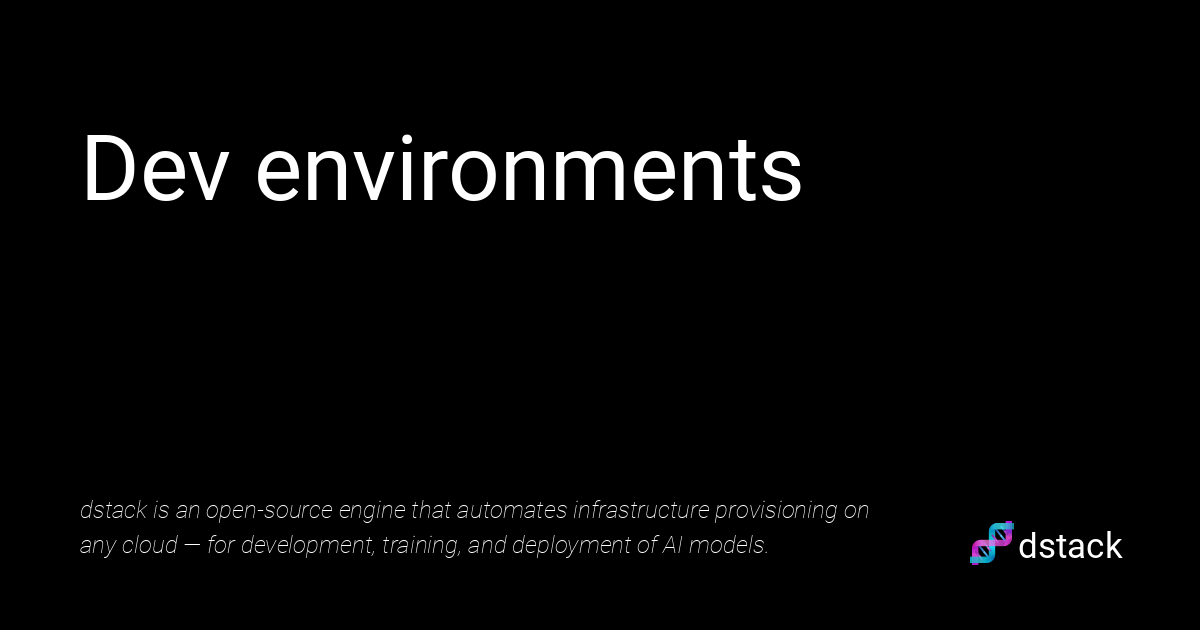 Dev environments
dstack is an open-source engine that automates infrastructure provisioning on
any cloud — for development, training, and deployment of AI models.
dstack